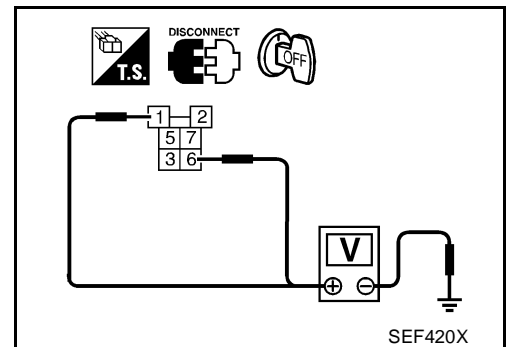 DISCONNECT
T.S.
OFF
1 2
5 7
3 6
V
+ -
SEF420X